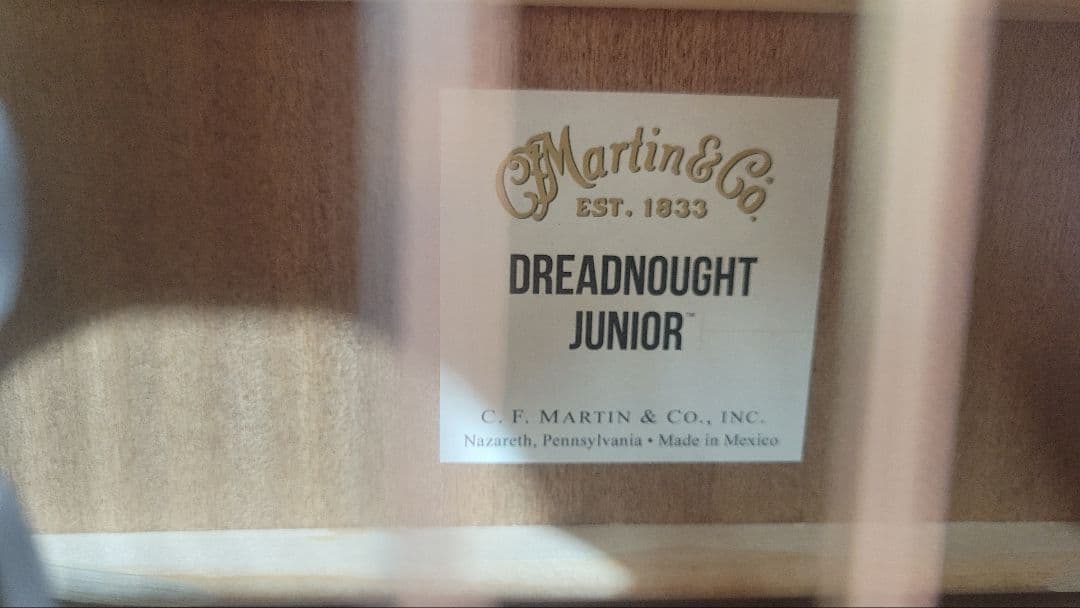 CFMartin & Co.
EST. 1833
DREADNOUGHT
JUNIOR™
C. F. MARTIN & CO., INC.
Nazareth, Pennsylvania • Made in Mexico